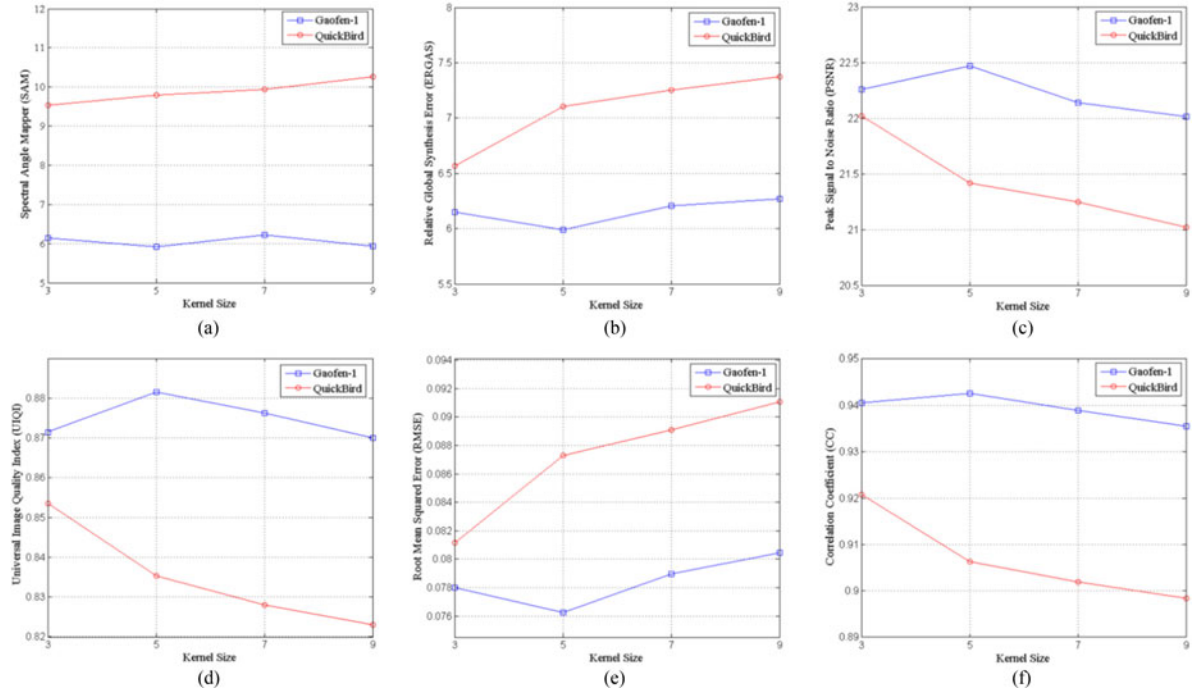 12
11
10
9
8
7
6
5
3 5 7 9
Spectral Angle Mapper (SAM)
Kernel Size
Gaofen-1
QuickBird
(a)
8
7.5
7
6.5
6
5.5
3 5 7 9
Relative Global Synthesis Error (ERGAS)
Kernel Size
Gaofen-1
QuickBird
(b)
23
22.5
22
21.5
21
20.5
3 5 7 9
Peak Signal to Noise Ratio (PSNR)
Kernel Size
Gaofen-1
QuickBird
(c)
0.88
0.87
0.86
0.85
0.84
0.83
0.82
3 5 7 9
Universal Image Quality Index (UIQI)
Kernel Size
Gaofen-1
QuickBird
(d)
0.094
0.092
0.09
0.088
0.086
0.084
0.082
0.08
0.078
0.076
3 5 7 9
Root Mean Squared Error (RMSE)
Kernel Size
Gaofen-1
QuickBird
(e)
0.95
0.94
0.93
0.92
0.91
0.9
0.89
3 5 7 9
Correlation Coefficient (CC)
Kernel Size
Gaofen-1
QuickBird
(f)